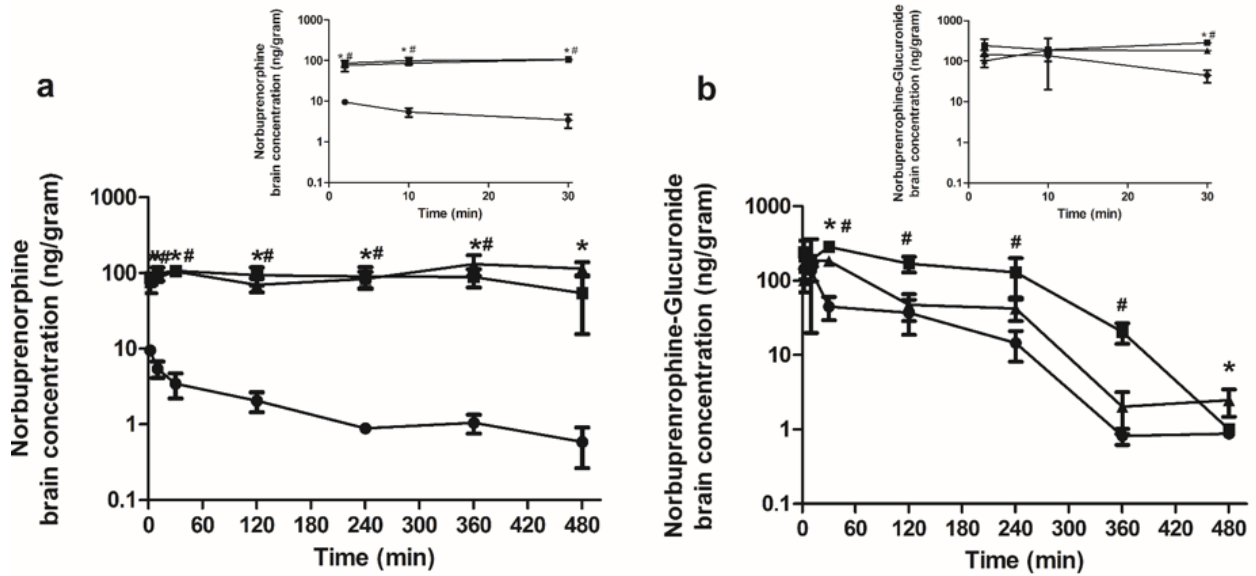 a
Norbuprenorphine
brain concentration (ng/gram)
1000
100
10
1
0.1
*#
*#
*#
0
10
20
30
Time (min)
Norbuprenorphine
brain concentration (ng/gram)
1000
100
10
1
0.1
*# *#
*#
*#
*#
*
0 60 120 180 240 300 360 420 480
Time (min)
b
Norbuprenrophine-Glucuronide
brain concentration (ng/gram)
1000
100
10
1
0.1
*#
0
10
20
30
Time (min)
Norbuprenrophine-Glucuronide
brain concentration (ng/gram)
1000
100
10
1
0.1
*#
#
#
#
*
0 60 120 180 240 300 360 420 480
Time (min)